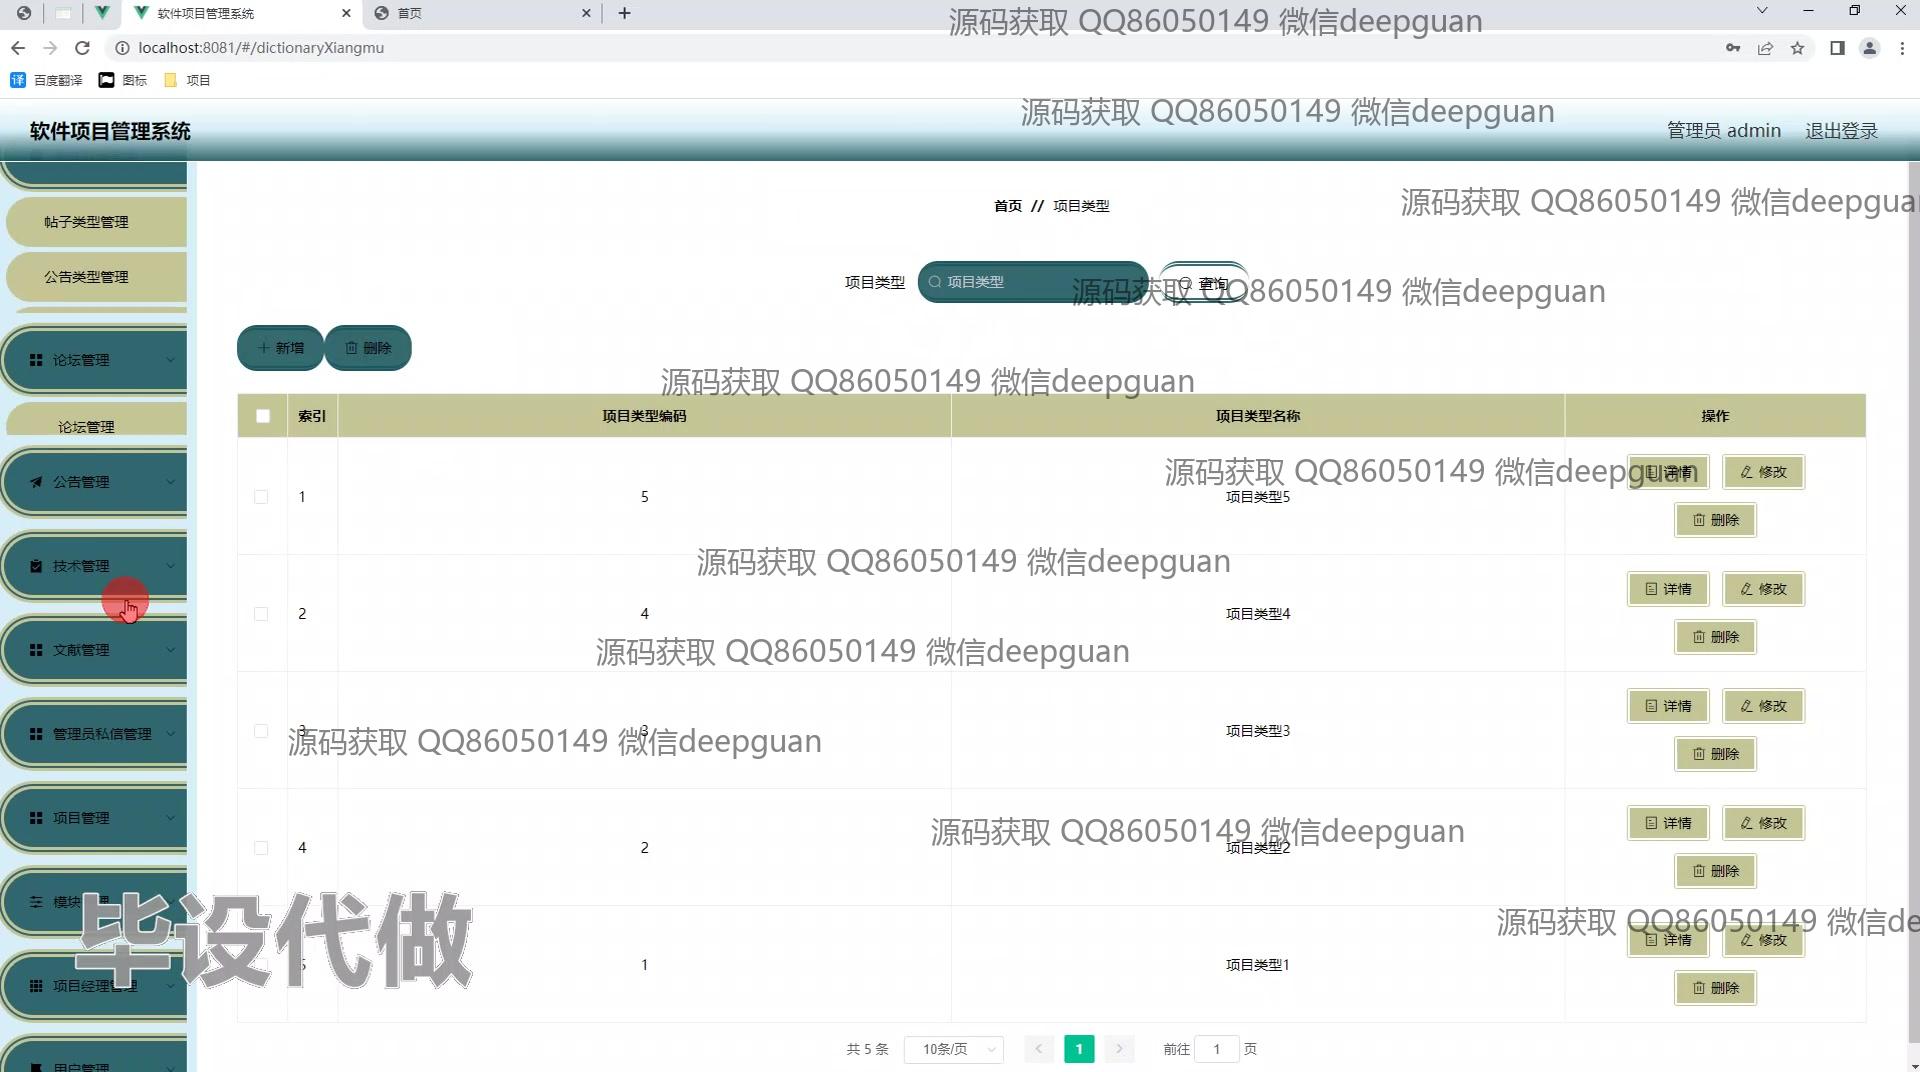 软件项目管理系统
首页
localhost:8081/#/dictionaryXiangmu
百度翻译
图标
项目
源码获取 QQ86050149 微信deepguan
源码获取 QQ86050149 微信deepguan
软件项目管理系统
管理员 admin
退出登录
帖子类型管理
公告类型管理
论坛管理
论坛管理
公告管理
技术管理
文献管理
管理员私信管理
项目管理
模块
理
项目经理管理
用户管理
首页 // 项目类型
源码获取 QQ86050149 微信deepgua
项目类型
项目类型
查询
源码获取 QQ86050149 微信deepguan
新增
删除
源码获取 QQ86050149 微信deepguan
索引 项目类型编码 项目类型名称 操作
源码获取 QQ86050149 微信deepguan
1 5 项目类型5 详情 修改
删除
源码获取 QQ86050149 微信deepguan
2 4 项目类型4 详情 修改
删除
源码获取 QQ86050149 微信deepguan
3 3 项目类型3 详情 修改
删除
源码获取 QQ86050149 微信deepguan
4 2 项目类型2 详情 修改
删除
源码获取 QQ86050149 微信deepguan
5 1 项目类型1 详情 修改
删除
源码获取 QQ86050149 微信de
毕设代做
共 5 条
10条/页
1
前往 1 页